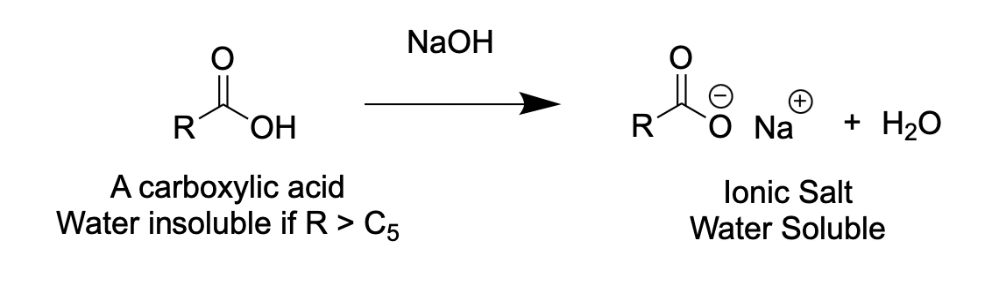 NaOH
O
R
OH
O
R
⊖
O
Na
⊕
+ H₂O
A carboxylic acid
Water insoluble if R > C₅
Ionic Salt
Water Soluble